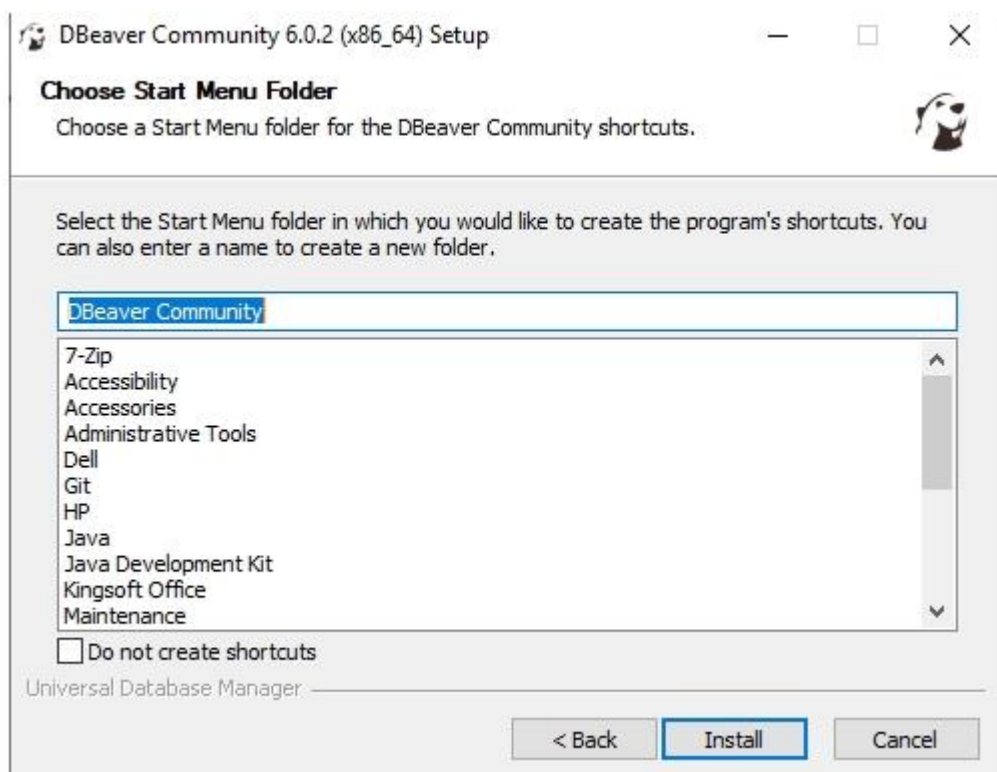 DBeaver Community 6.0.2 (x86_64) Setup
Choose Start Menu Folder
Choose a Start Menu folder for the DBeaver Community shortcuts.
Select the Start Menu folder in which you would like to create the program's shortcuts. You
can also enter a name to create a new folder.
DBeaver Community
7-Zip
Accessibility
Accessories
Administrative Tools
Dell
Git
HP
Java
Java Development Kit
Kingsoft Office
Maintenance
Do not create shortcuts
Universal Database Manager
< Back Install Cancel